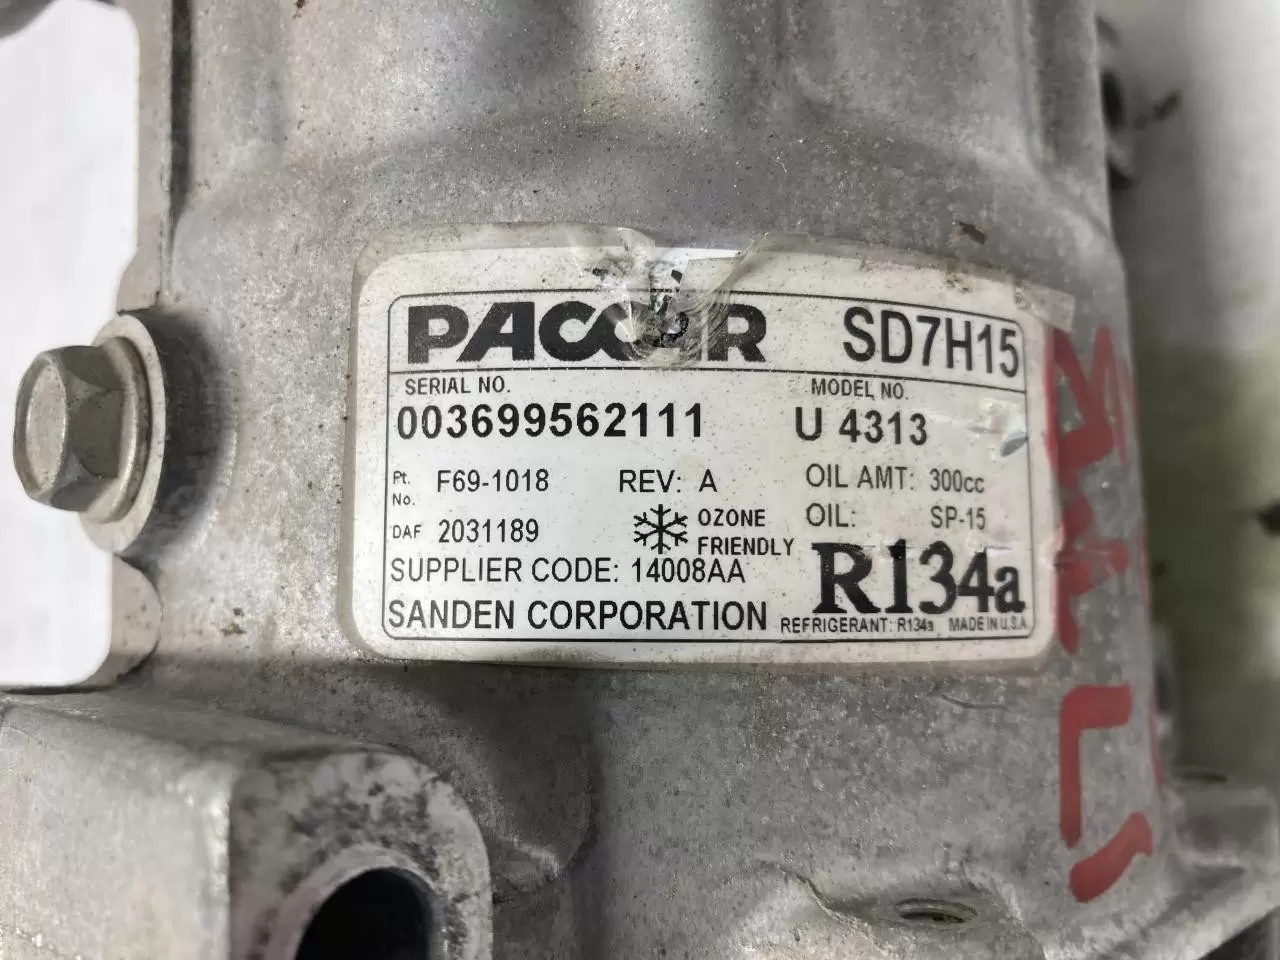 PACCAR SD7H15
SERIAL NO. MODEL NO.
003699562111 U 4313
Pt. No. F69-1018 REV: A OIL AMT: 300cc
DAF 2031189 OZONE FRIENDLY OIL: SP-15
SUPPLIER CODE: 14008AA R134a
SANDEN CORPORATION REFRIGERANT: R134a MADE IN U.S.A.